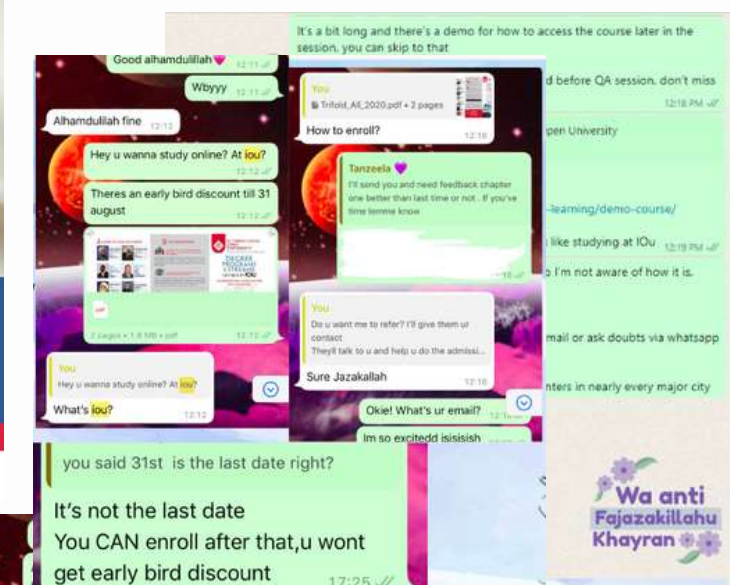 It's a bit long and there's a demo for how to access the course later in the
session, you can skip to that
d before QA session. don't miss
12:18 PM
pen University
-learning/demo-course/
like studying at IOu 12:19 PM
I'm not aware of how it is.
mail or ask doubts via whatsapp
nters in nearly every major city
Good alhamdulillah💗 12:11
Wbyyy 12:11
Alhamdulilah fine 12:12
Hey u wanna study online? At iou?
12:12
Theres an early bird discount till 31
august 12:12
DEGREE
PROGRAMS
& STREAMS
IOU
2 pages • 1.8 MB • pdf 12:12
You
Hey u wanna study online? At iou?
What's iou? 12:12
You
Trifold_All_2020.pdf • 2 pages
How to enroll? 12:16
Tanzeela 💜
I'll send you and need feedback chapter
one better than last time or not . If you've
time lemme know
You
Do u want me to refer? I'll give them ur
contact
Theyll talk to u and help u do the admissi...
Sure Jazakallah 12:16
Okie! What's ur email?
Im so excitedd isisisish
you said 31st is the last date right?
It's not the last date
You CAN enroll after that,u wont
get early bird discount 17:25
Wa anti
Fajazakillahu
Khayran